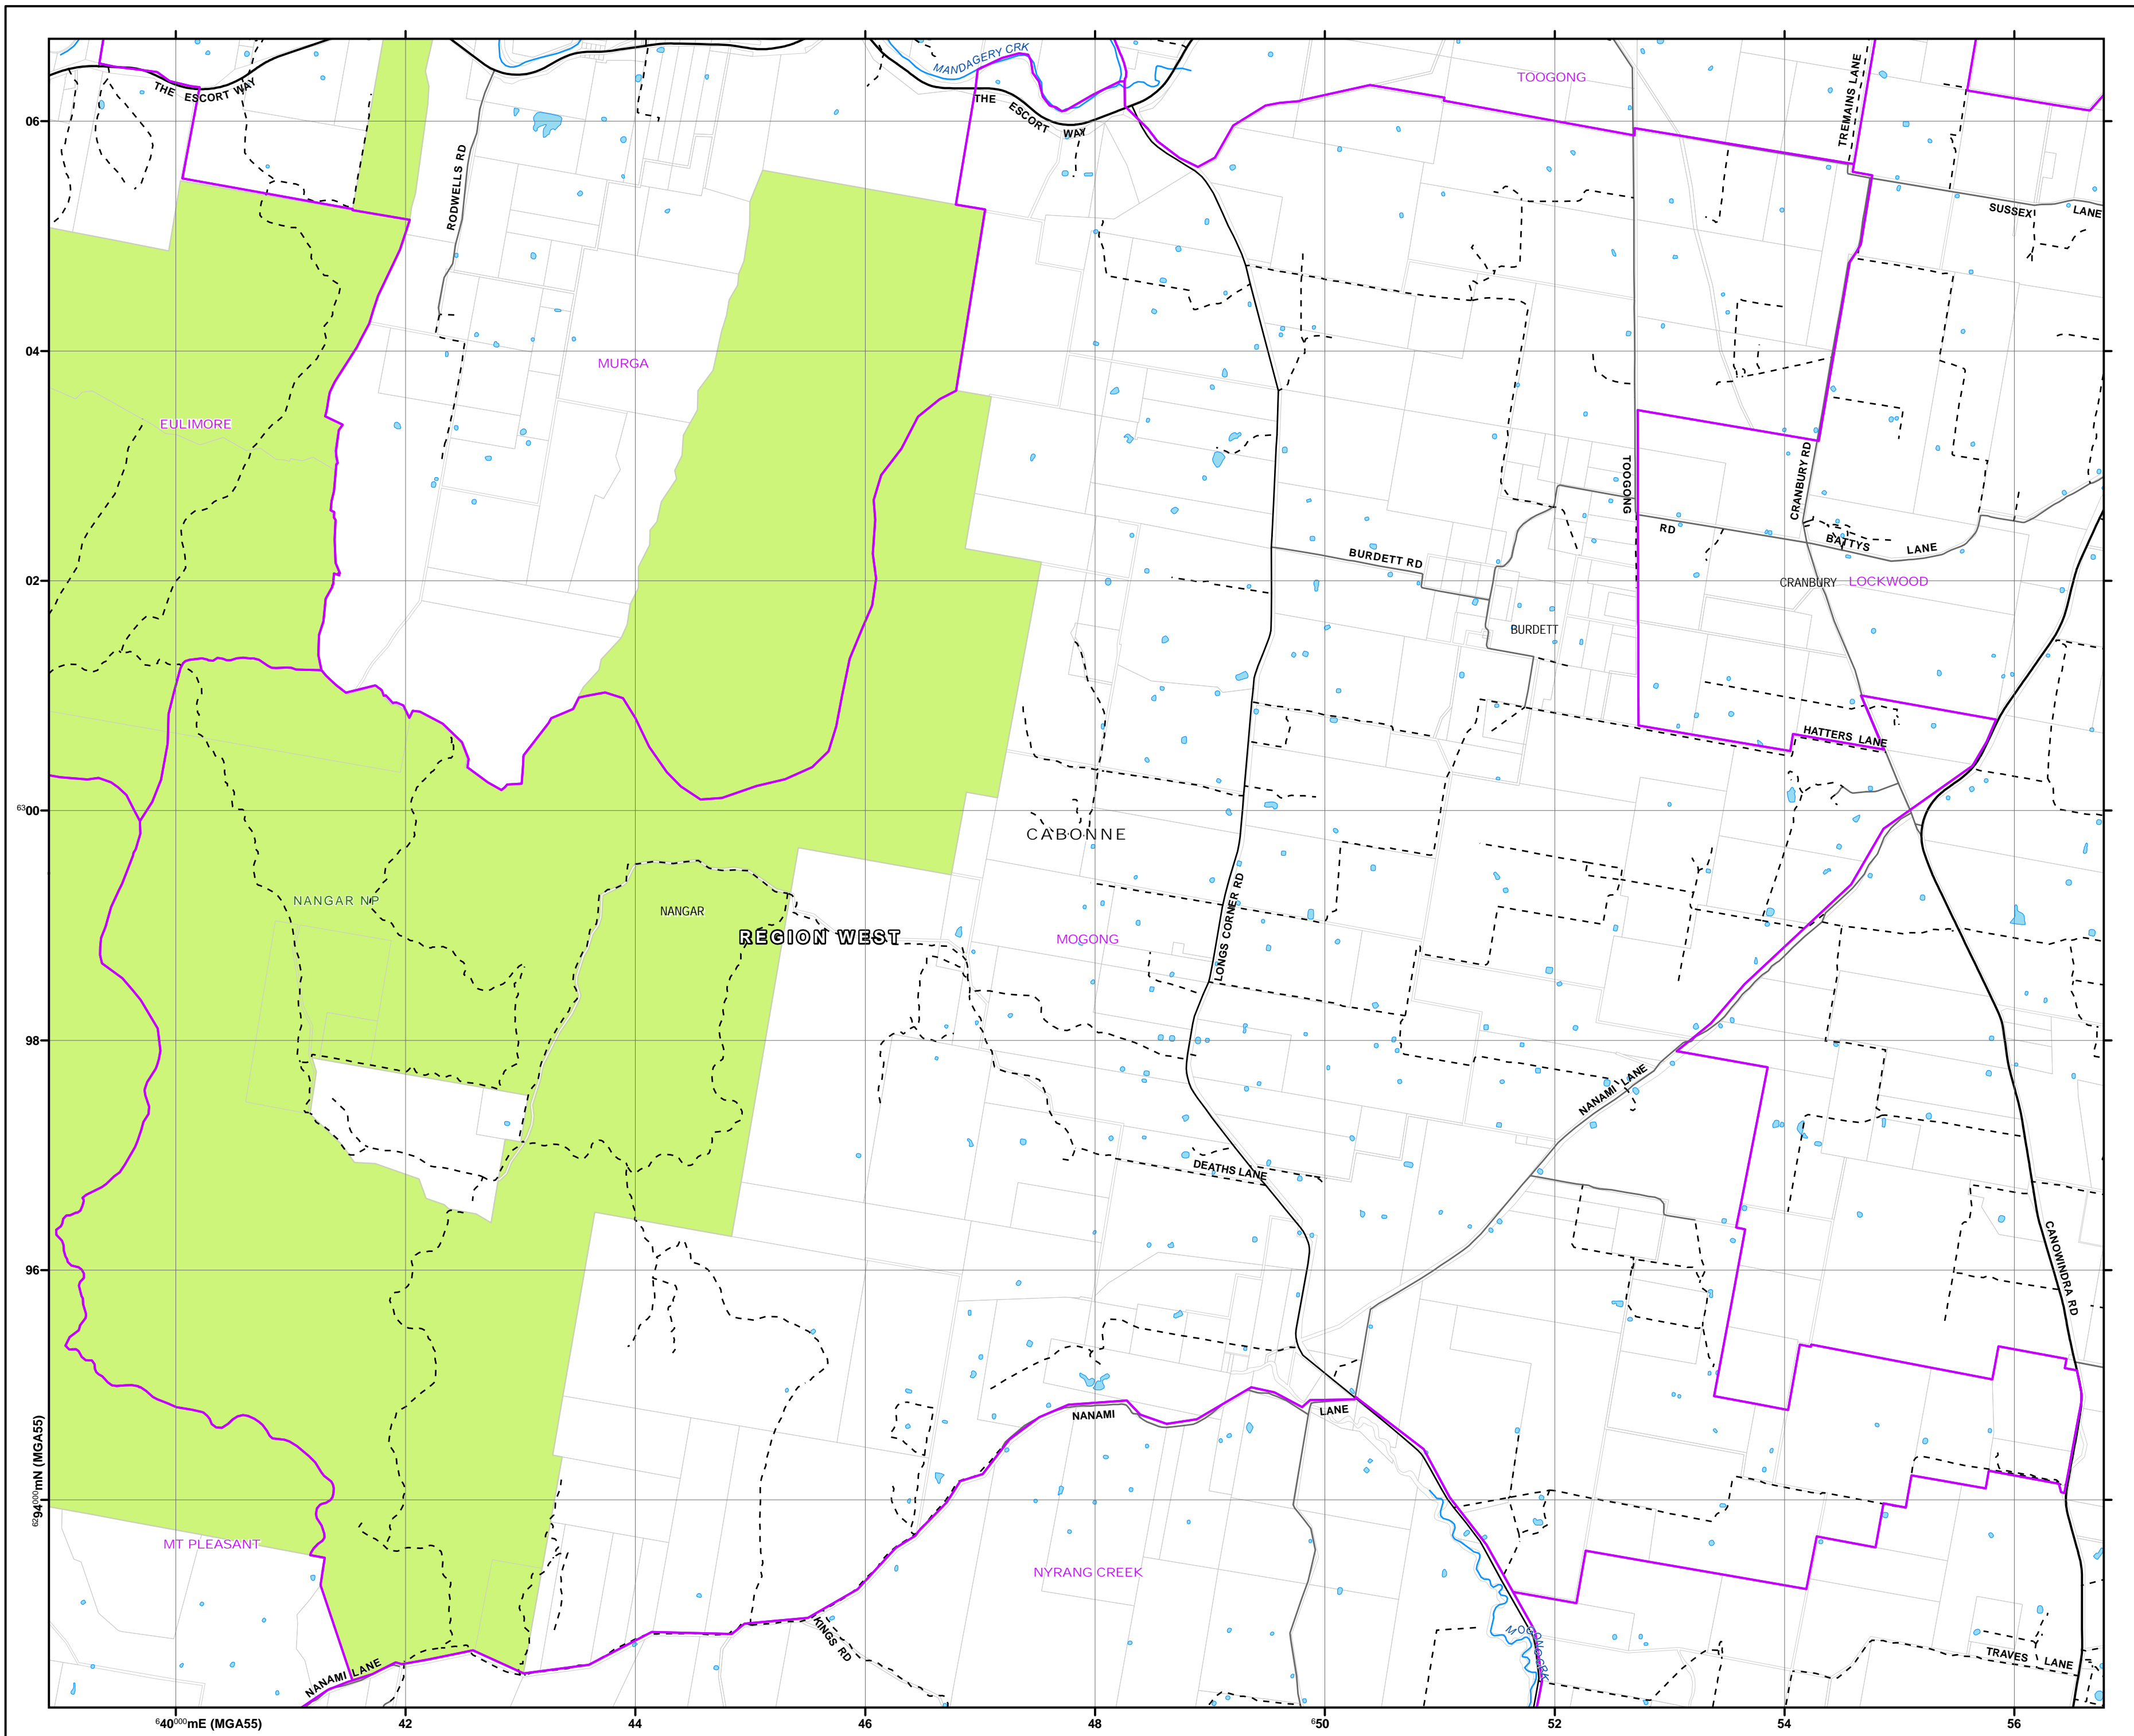 MANDAGERY CRK
THE ESCORT WAY
THE ESCORT WAY
TOOGONG
TREMAINS LANE
06
RODWELLS RD
SUSSEX LANE
04
MURGA
EULIMORE
TOOGONG RD
CRANBURY RD
BATTYS LANE
BURDETT RD
02
CRANBURY
LOCKWOOD
BURDETT
HATTERS LANE
6300
CABONNE
NANGAR NP
NANGAR
REGION WEST
MOGONG
LONGS CORNER RD
98
NANAMI LANE
DEATHS LANE
CANOWINDRA RD
96
NANAMI LANE
6294000mN (MGA55)
MT PLEASANT
NYRANG CREEK
KINGS RD
MOGONG CRK
TRAVES LANE
NANAMI LANE
640000mE (MGA55)
42
44
46
48
650
52
54
56